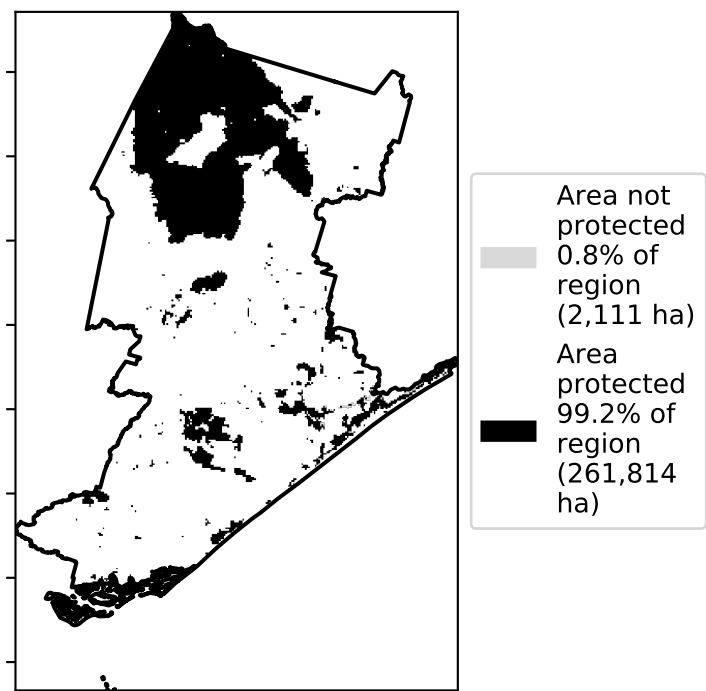 Area not
protected
0.8% of
region
(2,111 ha)
Area
protected
99.2% of
region
(261,814
ha)